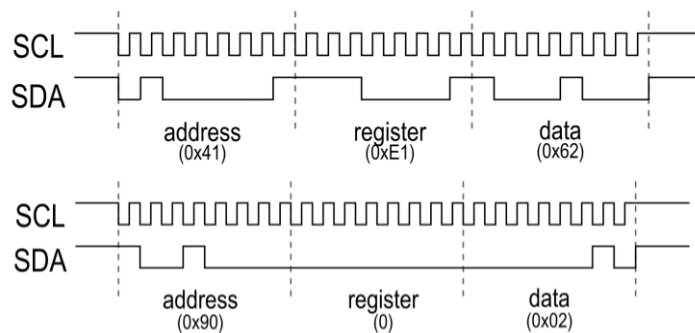 SCL
SDA
address register data
(0x41) (0xE1) (0x62)
SCL
SDA
address register data
(0x90) (0) (0x02)